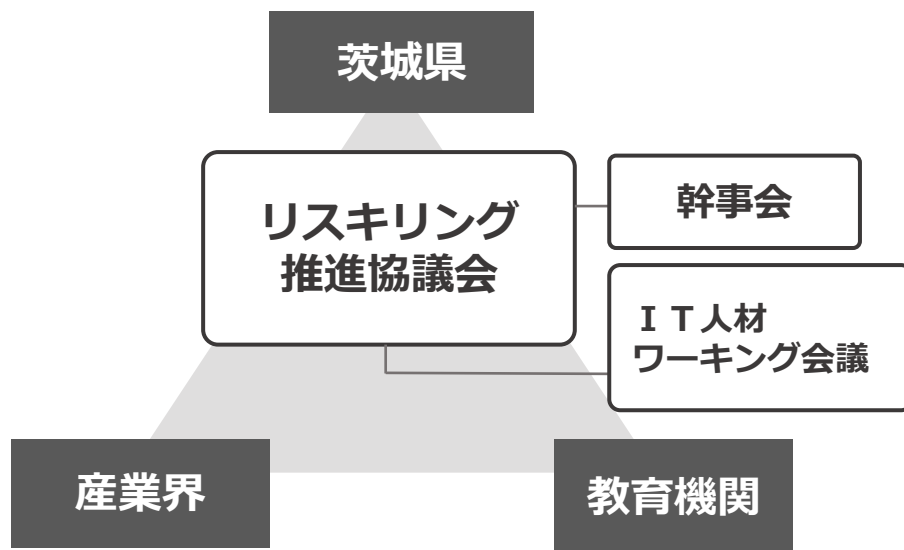 茨城県
リスキリング
推進協議会
幹事会
ＩＴ人材
ワーキング会議
産業界
教育機関